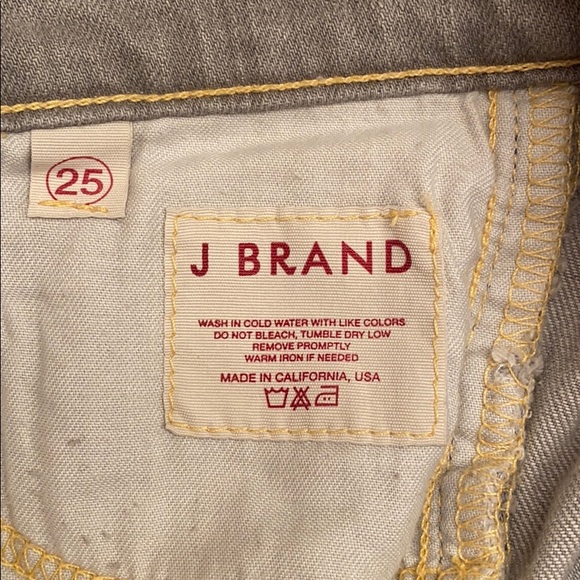 25
J BRAND
WASH IN COLD WATER WITH LIKE COLORS
DO NOT BLEACH, TUMBLE DRY LOW
REMOVE PROMPTLY
WARM IRON IF NEEDED
MADE IN CALIFORNIA, USA